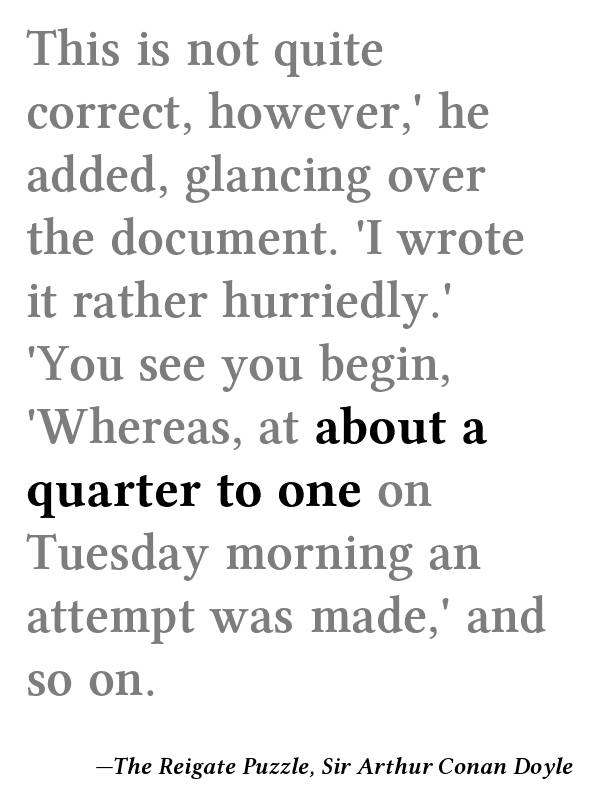 This is not quite
correct, however,' he
added, glancing over
the document. 'I wrote
it rather hurriedly.'
'You see you begin,
'Whereas, at about a
quarter to one on
Tuesday morning an
attempt was made,' and
so on.
—The Reigate Puzzle, Sir Arthur Conan Doyle